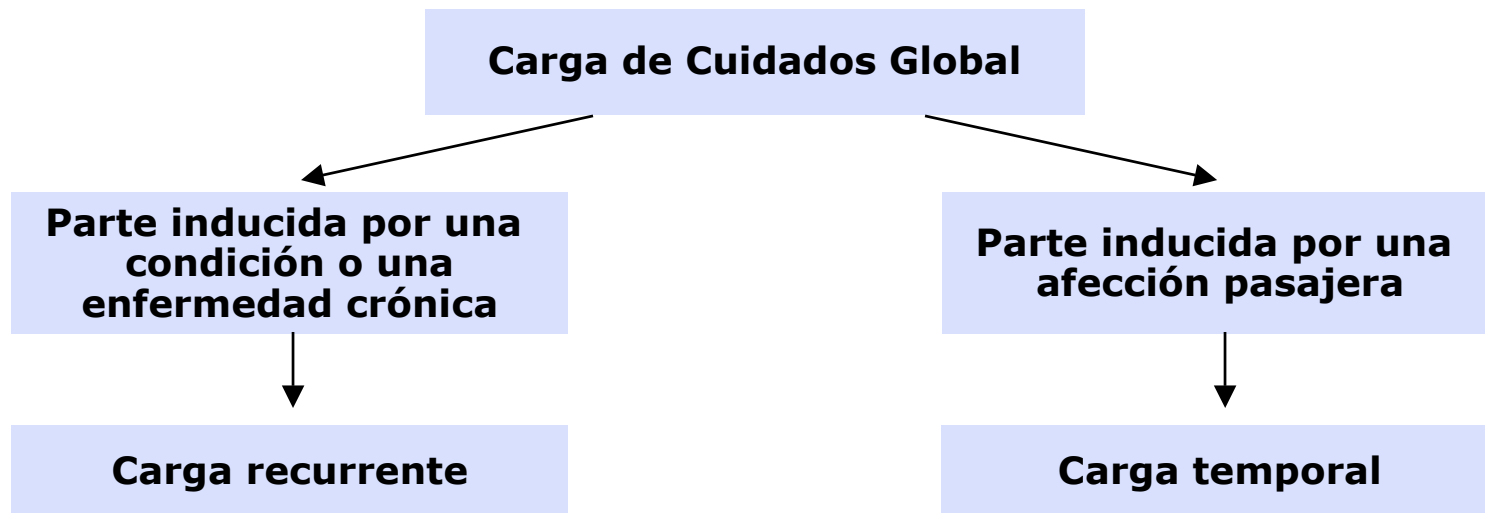 Carga de Cuidados Global
Parte inducida por una
condición o una
enfermedad crónica
Parte inducida por una
afección pasajera
Carga recurrente
Carga temporal